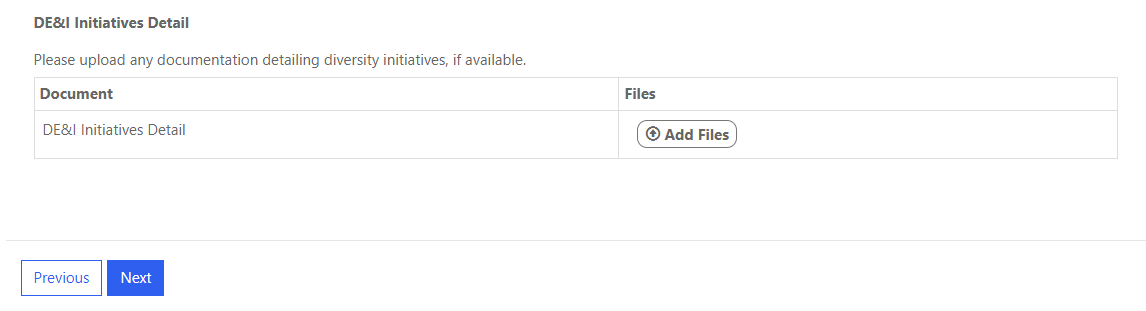 DE&I Initiatives Detail
Please upload any documentation detailing diversity initiatives, if available.
Document Files
DE&I Initiatives Detail Add Files
Previous Next